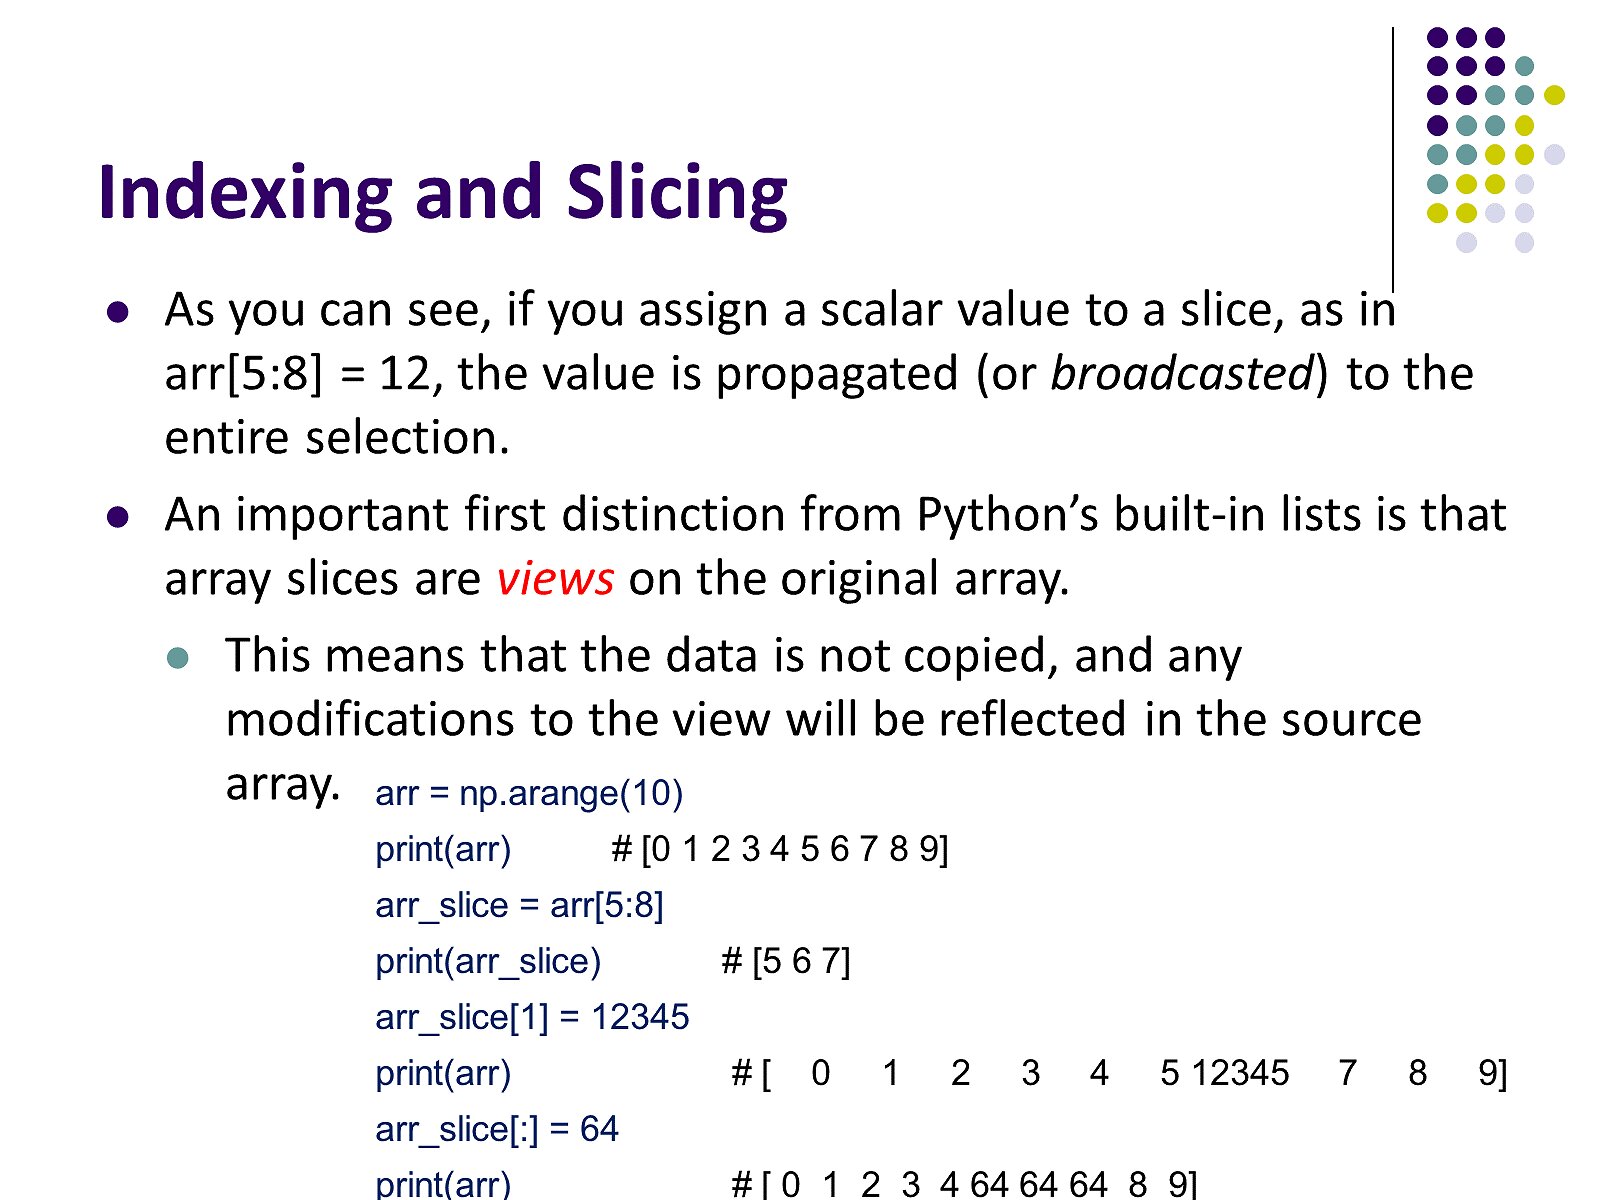 Indexing and Slicing
As you can see, if you assign a scalar value to a slice, as in
arr[5:8] = 12, the value is propagated (or broadcasted) to the
entire selection.
An important first distinction from Python’s built-in lists is that
array slices are views on the original array.
This means that the data is not copied, and any
modifications to the view will be reflected in the source
array.
arr = np.arange(10)
print(arr) # [0 1 2 3 4 5 6 7 8 9]
arr_slice = arr[5:8]
print(arr_slice) # [5 6 7]
arr_slice[1] = 12345
print(arr) # [ 0 1 2 3 4 5 12345 7 8 9]
arr_slice[:] = 64
print(arr) # [ 0 1 2 3 4 64 64 64 8 9]